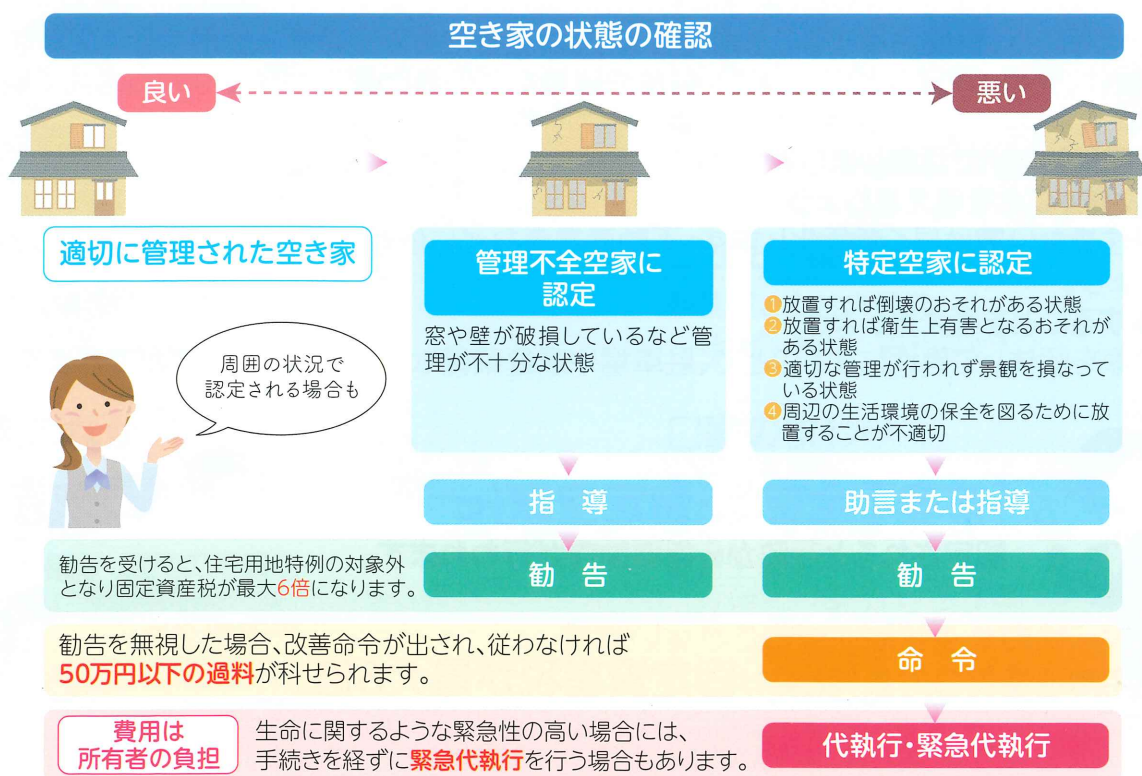 空き家の状態の確認
良い
悪い
適切に管理された空き家
周囲の状況で
認定される場合も
管理不全空家に
認定
窓や壁が破損しているなど管
理が不十分な状態
特定空家に認定
❶放置すれば倒壊のおそれがある状態
❷放置すれば衛生上有害となるおそれが
ある状態
❸適切な管理が行われず景観を損なって
いる状態
❹周辺の生活環境の保全を図るために放
置することが不適切
指 導
助言または指導
勧告を受けると、住宅用地特例の対象外
となり固定資産税が最大6倍になります。
勧 告
勧 告
勧告を無視した場合、改善命令が出され、従わなければ
50万円以下の過料が科せられます。
命 令
費用は
所有者の負担
生命に関するような緊急性の高い場合には、
手続きを経ずに緊急代執行を行う場合もあります。
代執行・緊急代執行